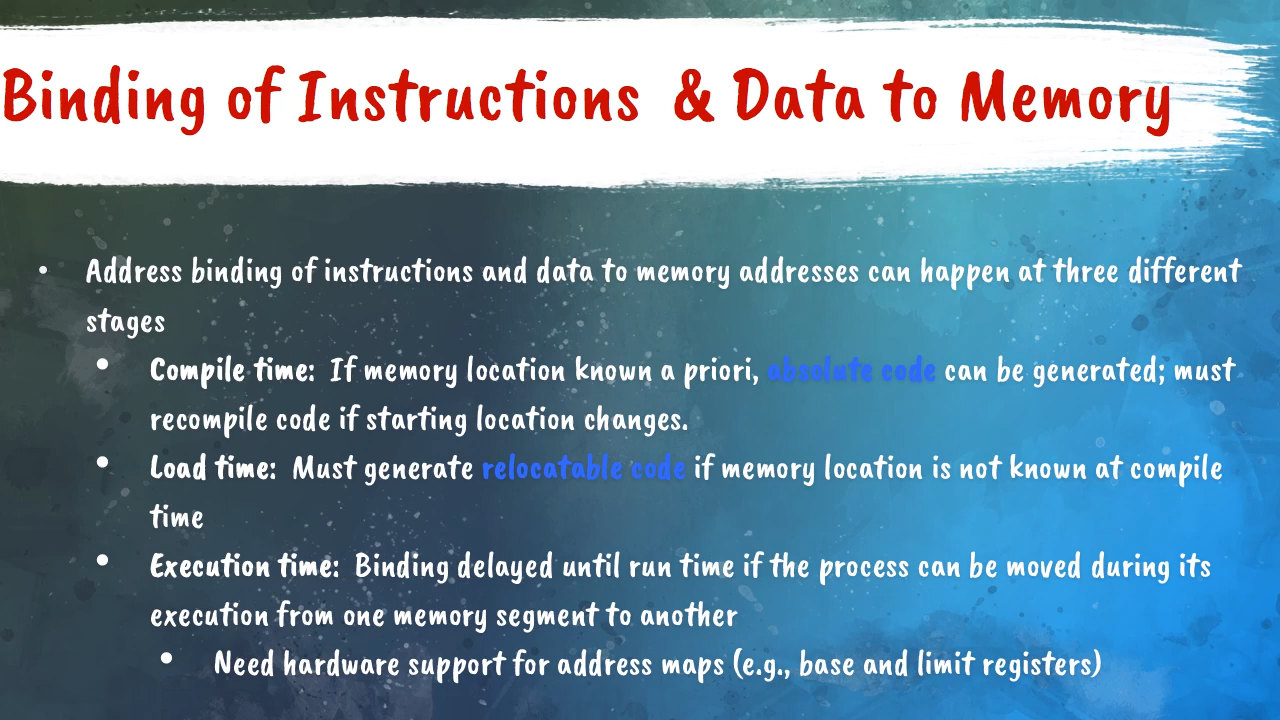 Binding of Instructions & Data to Memory
• Address binding of instructions and data to memory addresses can happen at three different
stages
• Compile time: If memory location known a priori, absolute code can be generated; must
recompile code if starting location changes.
• Load time: Must generate relocatable code if memory location is not known at compile
time
• Execution time: Binding delayed until run time if the process can be moved during its
execution from one memory segment to another
• Need hardware support for address maps (e.g., base and limit registers)